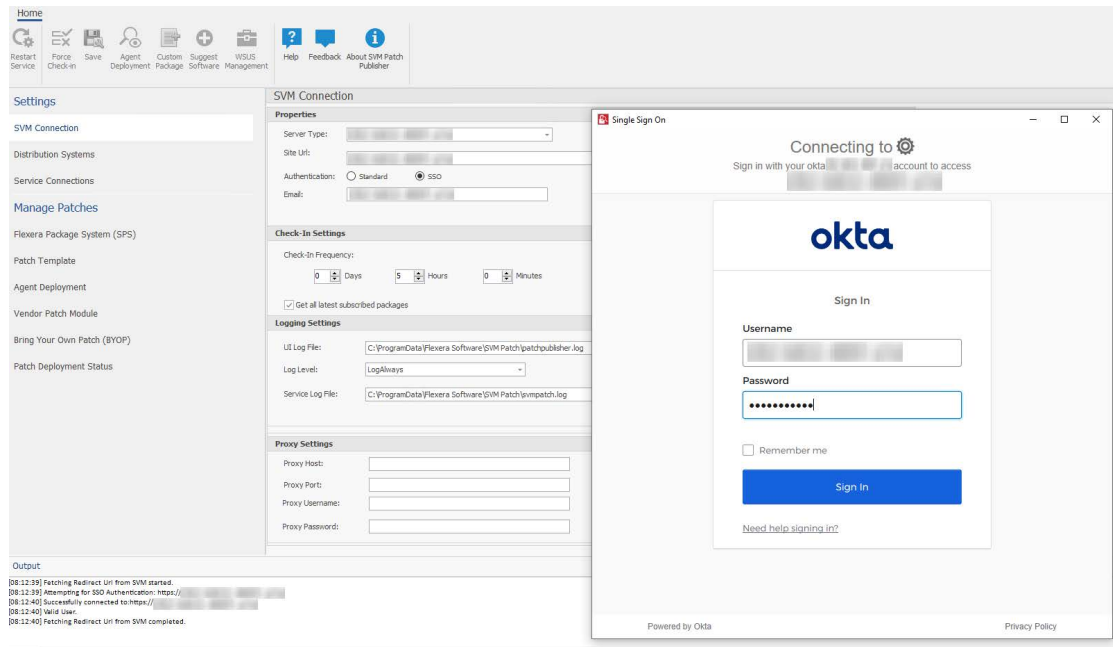 Home
Restart Service
Force Check-in
Save
Agent Deployment
Custom Package
Suggest Software
WSUS Management
Help
Feedback
About SVM Patch Publisher
Settings
SVM Connection
Distribution Systems
Service Connections
Manage Patches
Flexera Package System (SPS)
Patch Template
Agent Deployment
Vendor Patch Module
Bring Your Own Patch (BYOP)
Patch Deployment Status
SVM Connection
Properties
Server Type:
Site Url:
Authentication: Standard SSO
Email:
Check-In Settings
Check-In Frequency:
0 Days 5 Hours 0 Minutes
Get all latest subscribed packages
Logging Settings
UI Log File: C:\ProgramData\Flexera Software\SVM Patch\patchpublisher.log
Log Level: LogAlways
Service Log File: C:\ProgramData\Flexera Software\SVM Patch\svmpatch.log
Proxy Settings
Proxy Host:
Proxy Port:
Proxy Username:
Proxy Password:
Single Sign On
Connecting to
Sign in with your okta account to access
okta
Sign In
Username
Password
Remember me
Sign In
Need help signing in?
Powered by Okta
Privacy Policy
Output
[08:12:39] Fetching Redirect Url from SVM started.
[08:12:39] Attempting for SSO Authentication: https://
[08:12:40] Successfully connected to:https://
[08:12:40] Valid User.
[08:12:40] Fetching Redirect Url from SVM completed.